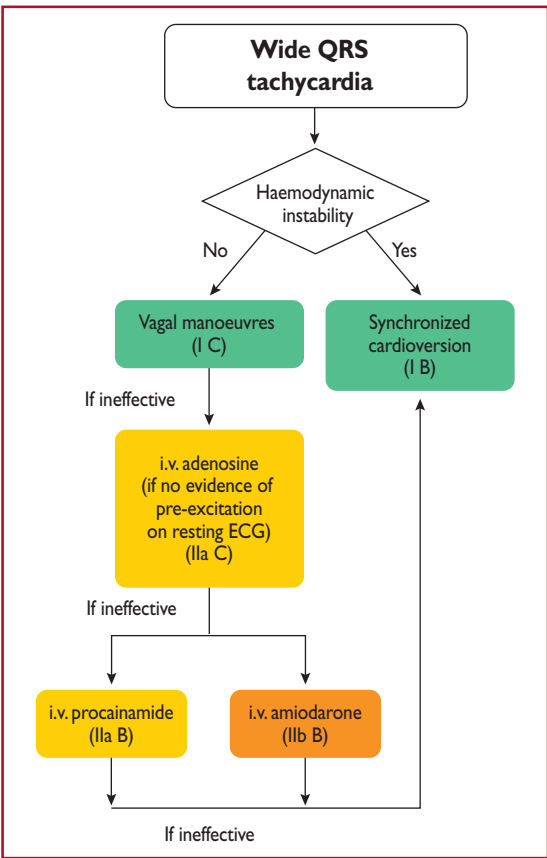 Wide QRS
tachycardia
Haemodynamic
instability
No
Yes
Vagal manoeuvres
(I C)
Synchronized
cardioversion
(I B)
If ineffective
i.v. adenosine
(if no evidence of
pre-excitation
on resting ECG)
(IIa C)
If ineffective
i.v. procainamide
(IIa B)
i.v. amiodarone
(IIb B)
If ineffective